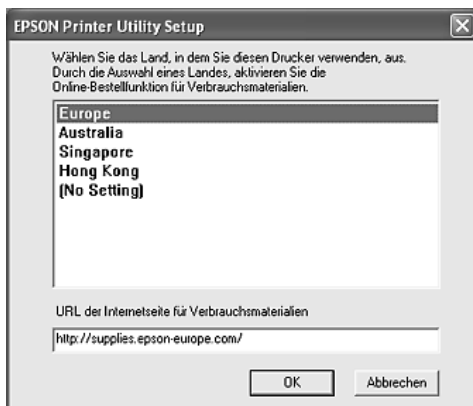 EPSON Printer Utility Setup
Wählen Sie das Land, in dem Sie diesen Drucker verwenden, aus.
Durch die Auswahl eines Landes, aktivieren Sie die
Online-Bestellfunktion für Verbrauchsmaterialien.
Europe
Australia
Singapore
Hong Kong
(No Setting)
URL der Internetseite für Verbrauchsmaterialien
http://supplies.epson-europe.com/
OK
Abbrechen